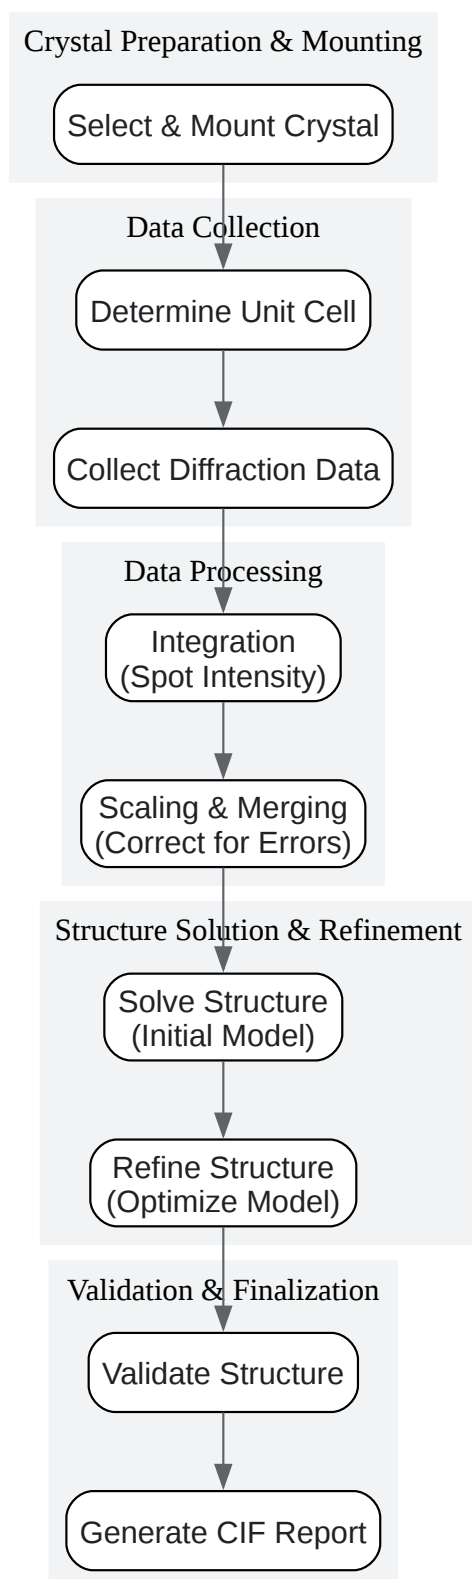 Crystal Preparation & Mounting
Select & Mount Crystal
Data Collection
Determine Unit Cell
Collect Diffraction Data
Data Processing
Integration
(Spot Intensity)
Scaling & Merging
(Correct for Errors)
Structure Solution & Refinement
Solve Structure
(Initial Model)
Refine Structure
(Optimize Model)
Validation & Finalization
Validate Structure
Generate CIF Report